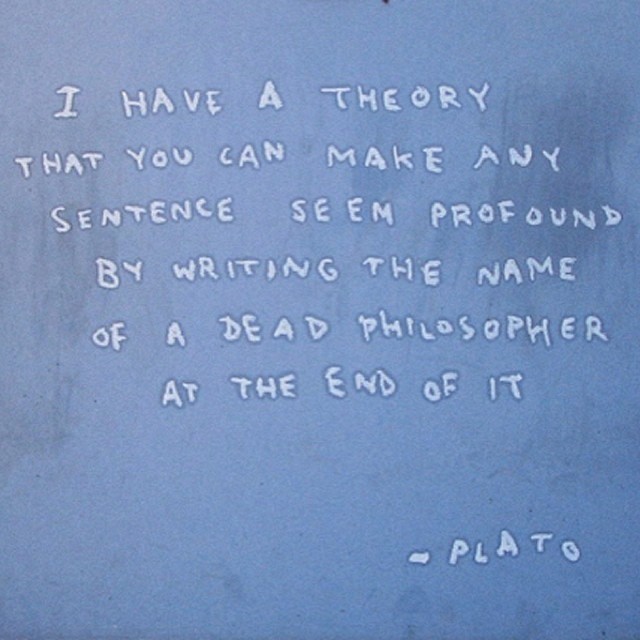 I HAVE A THEORY
THAT YOU CAN MAKE ANY
SENTENCE SEEM PROFOUND
BY WRITING THE NAME
OF A DEAD PHILOSOPHER
AT THE END OF IT
~ PLATO